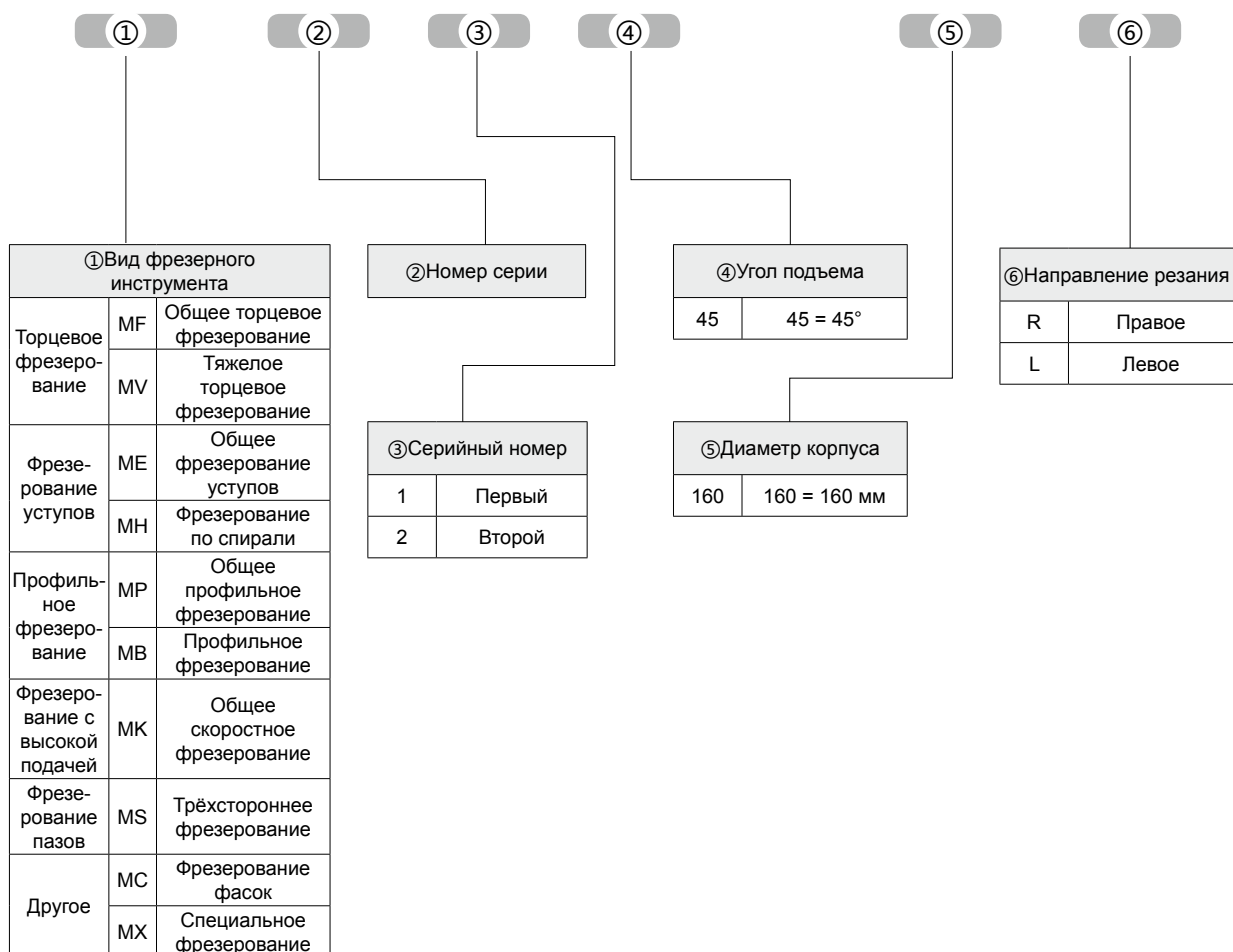 ① ② ③ ④ ⑤ ⑥
①Вид фрезерного
инструмента
Торцевое
фрезеро-
вание
MF
Общее торцевое
фрезерование
MV
Тяжелое
торцевое
фрезерование
Фрезе-
рование
уступов
ME
Общее
фрезерование
уступов
MH
Фрезерование
по спирали
Профиль-
ное
фрезеро-
вание
MP
Общее
профильное
фрезерование
MB
Профильное
фрезерование
Фрезеро-
вание с
высокой
подачей
MK
Общее
скоростное
фрезерование
Фрезе-
рование
пазов
MS
Трёхстороннее
фрезерование
Другое
MC
Фрезерование
фасок
MX
Специальное
фрезерование
②Номер серии
③Серийный номер
1 Первый
2 Второй
④Угол подъема
45 45 = 45°
⑤Диаметр корпуса
160 160 = 160 мм
⑥Направление резания
R Правое
L Левое